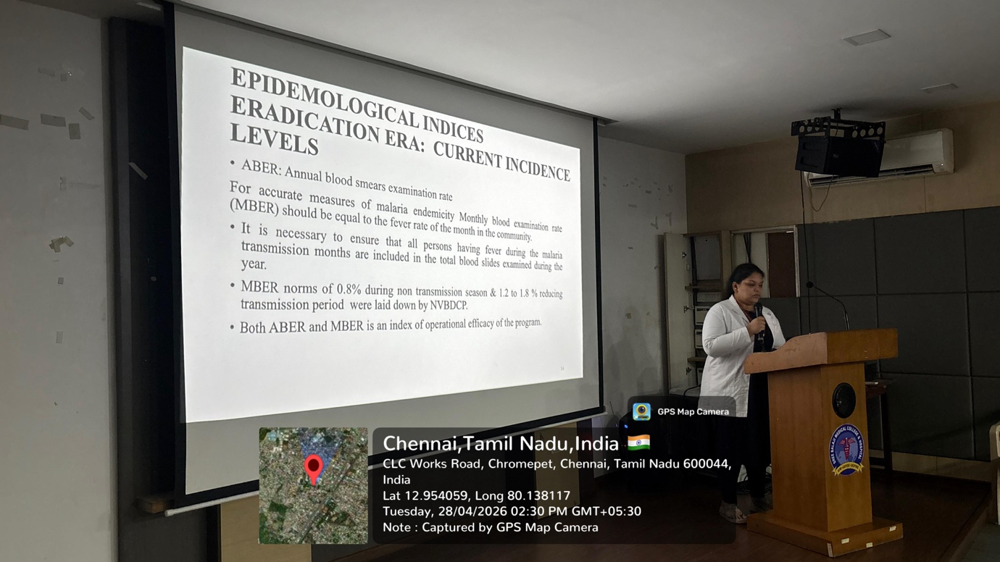 EPIDEMOLOGICAL INDICES
ERADICATION ERA: CURRENT INCIDENCE
LEVELS
• ABER: Annual blood smears examination rate
For accurate measures of malaria endemicity Monthly blood examination rate
(MBER) should be equal to the fever rate of the month in the community.
• It is necessary to ensure that all persons having fever during the malaria
transmission months are included in the total blood slides examined during the
year.
• MBER norms of 0.8% during non transmission season & 1.2 to 1.8 % reducing
transmission period were laid down by NVBDCP.
• Both ABER and MBER is an index of operational efficacy of the program.
SREE BALAJI MEDICAL COLLEGE & HOSPITAL
GPS Map Camera
Chennai,Tamil Nadu,India
CLC Works Road, Chromepet, Chennai, Tamil Nadu 600044,
India
Lat 12.954059, Long 80.138117
Tuesday, 28/04/2026 02:30 PM GMT+05:30
Note : Captured by GPS Map Camera